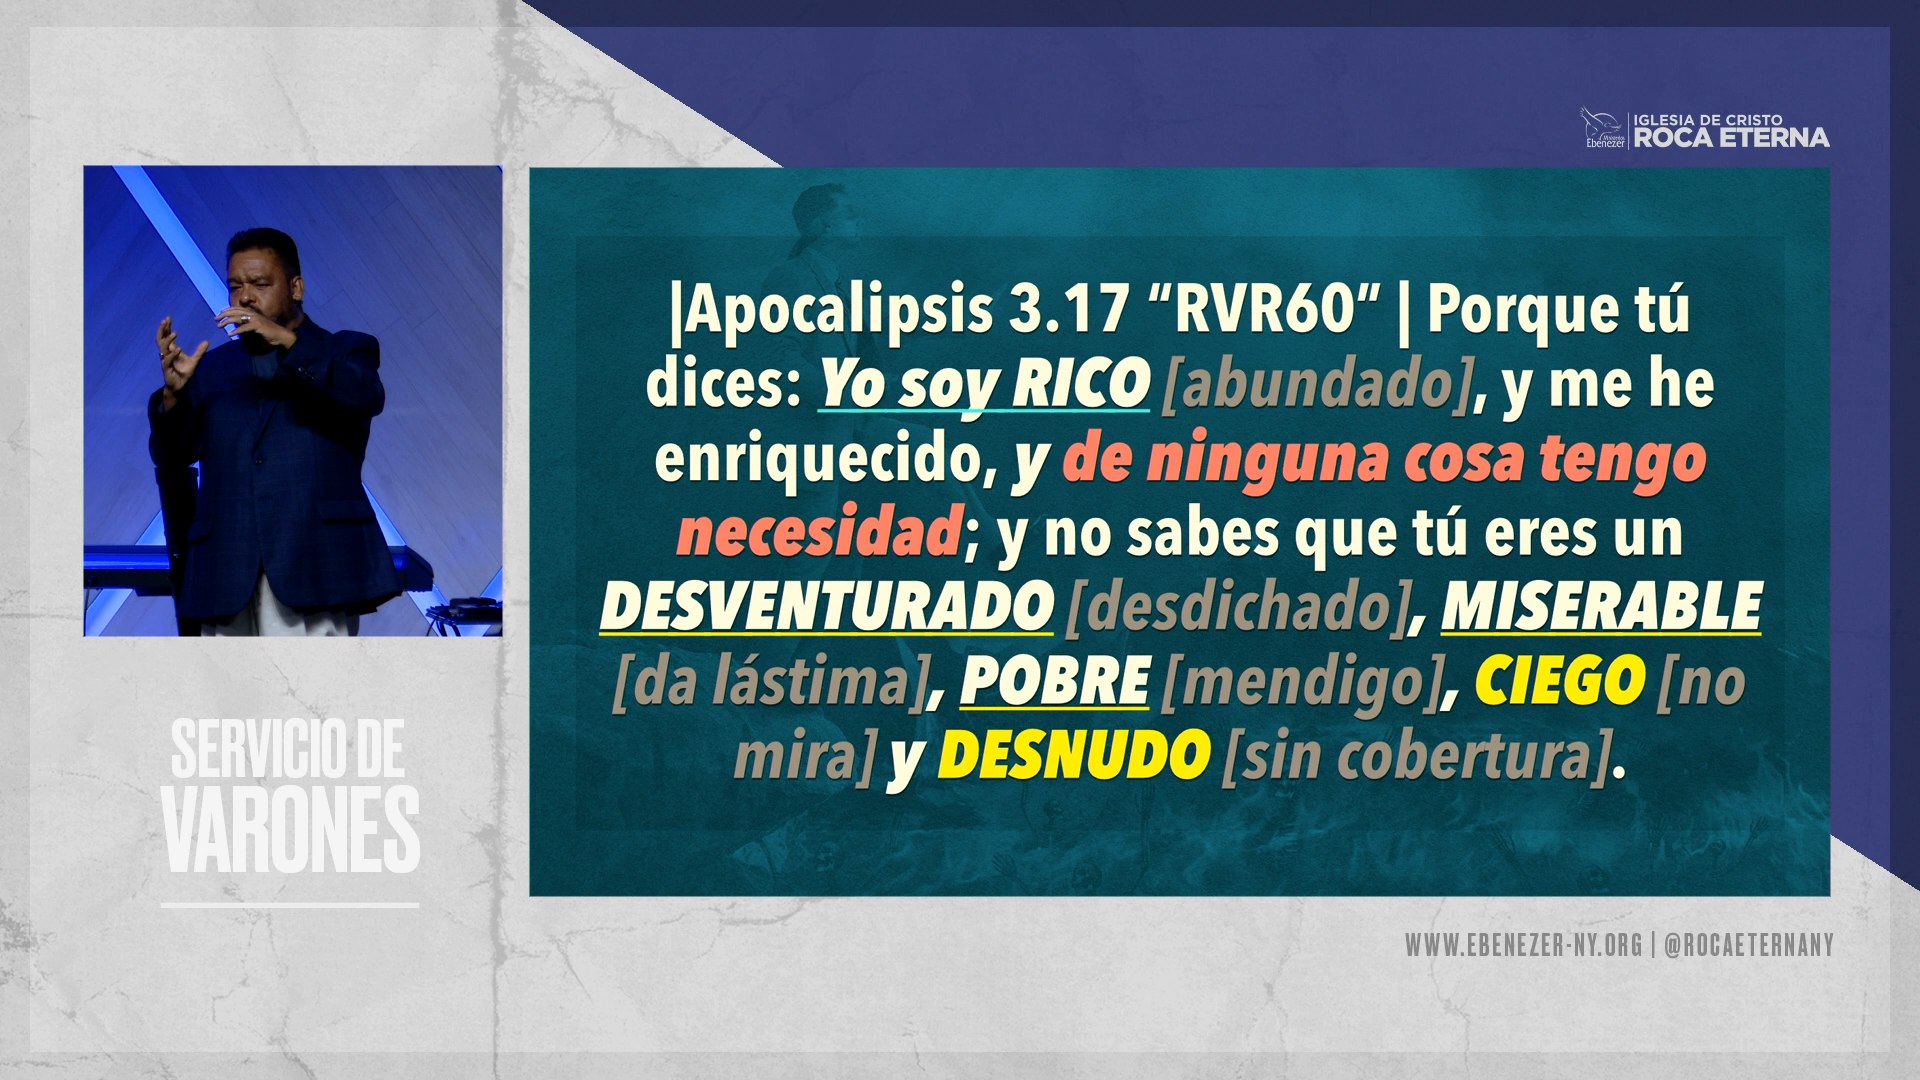 Ministerios
Ebenezer
IGLESIA DE CRISTO
ROCA ETERNA
|Apocalipsis 3.17 “RVR60” | Porque tú
dices: Yo soy RICO [abundado], y me he
enriquecido, y de ninguna cosa tengo
necesidad; y no sabes que tú eres un
DESVENTURADO [desdichado], MISERABLE
[da lástima], POBRE [mendigo], CIEGO [no
mira] y DESNUDO [sin cobertura].
SERVICIO DE
VARONES
WWW.EBENEZER-NY.ORG | @ROCAETERNANY